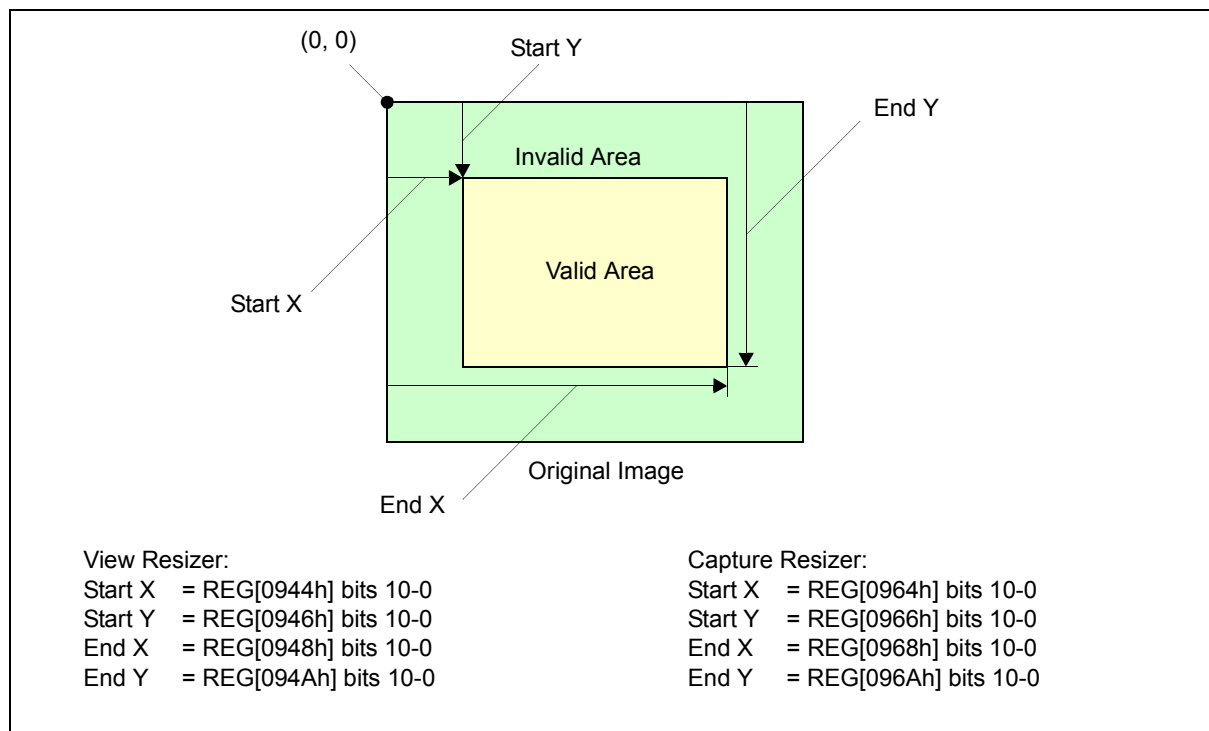 (0, 0)
Start Y
End Y
Invalid Area
Valid Area
Start X
Original Image
End X
View Resizer:
Start X = REG[0944h] bits 10-0
Start Y = REG[0946h] bits 10-0
End X = REG[0948h] bits 10-0
End Y = REG[094Ah] bits 10-0
Capture Resizer:
Start X = REG[0964h] bits 10-0
Start Y = REG[0966h] bits 10-0
End X = REG[0968h] bits 10-0
End Y = REG[096Ah] bits 10-0